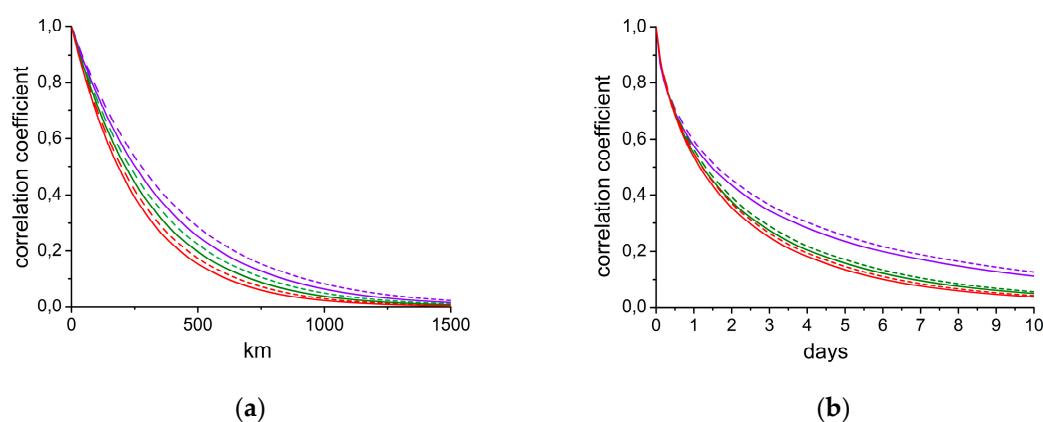 correlation coefficient
1,0
0,8
0,6
0,4
0,2
0,0
0 500 1000 1500
km
(a)
correlation coefficient
1,0
0,8
0,6
0,4
0,2
0,0
0 1 2 3 4 5 6 7 8 9 10
days
(b)